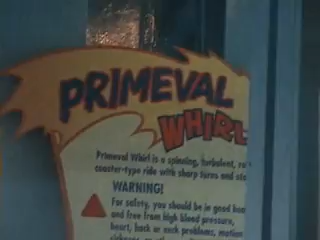 PRIMEVAL
WHIRL
Primeval Whirl is a spinning, turbulent,
coaster-type ride with sharp turns and
WARNING!
For safety, you should be in good
and free from high blood pressure,
heart, back or neck problems, motion